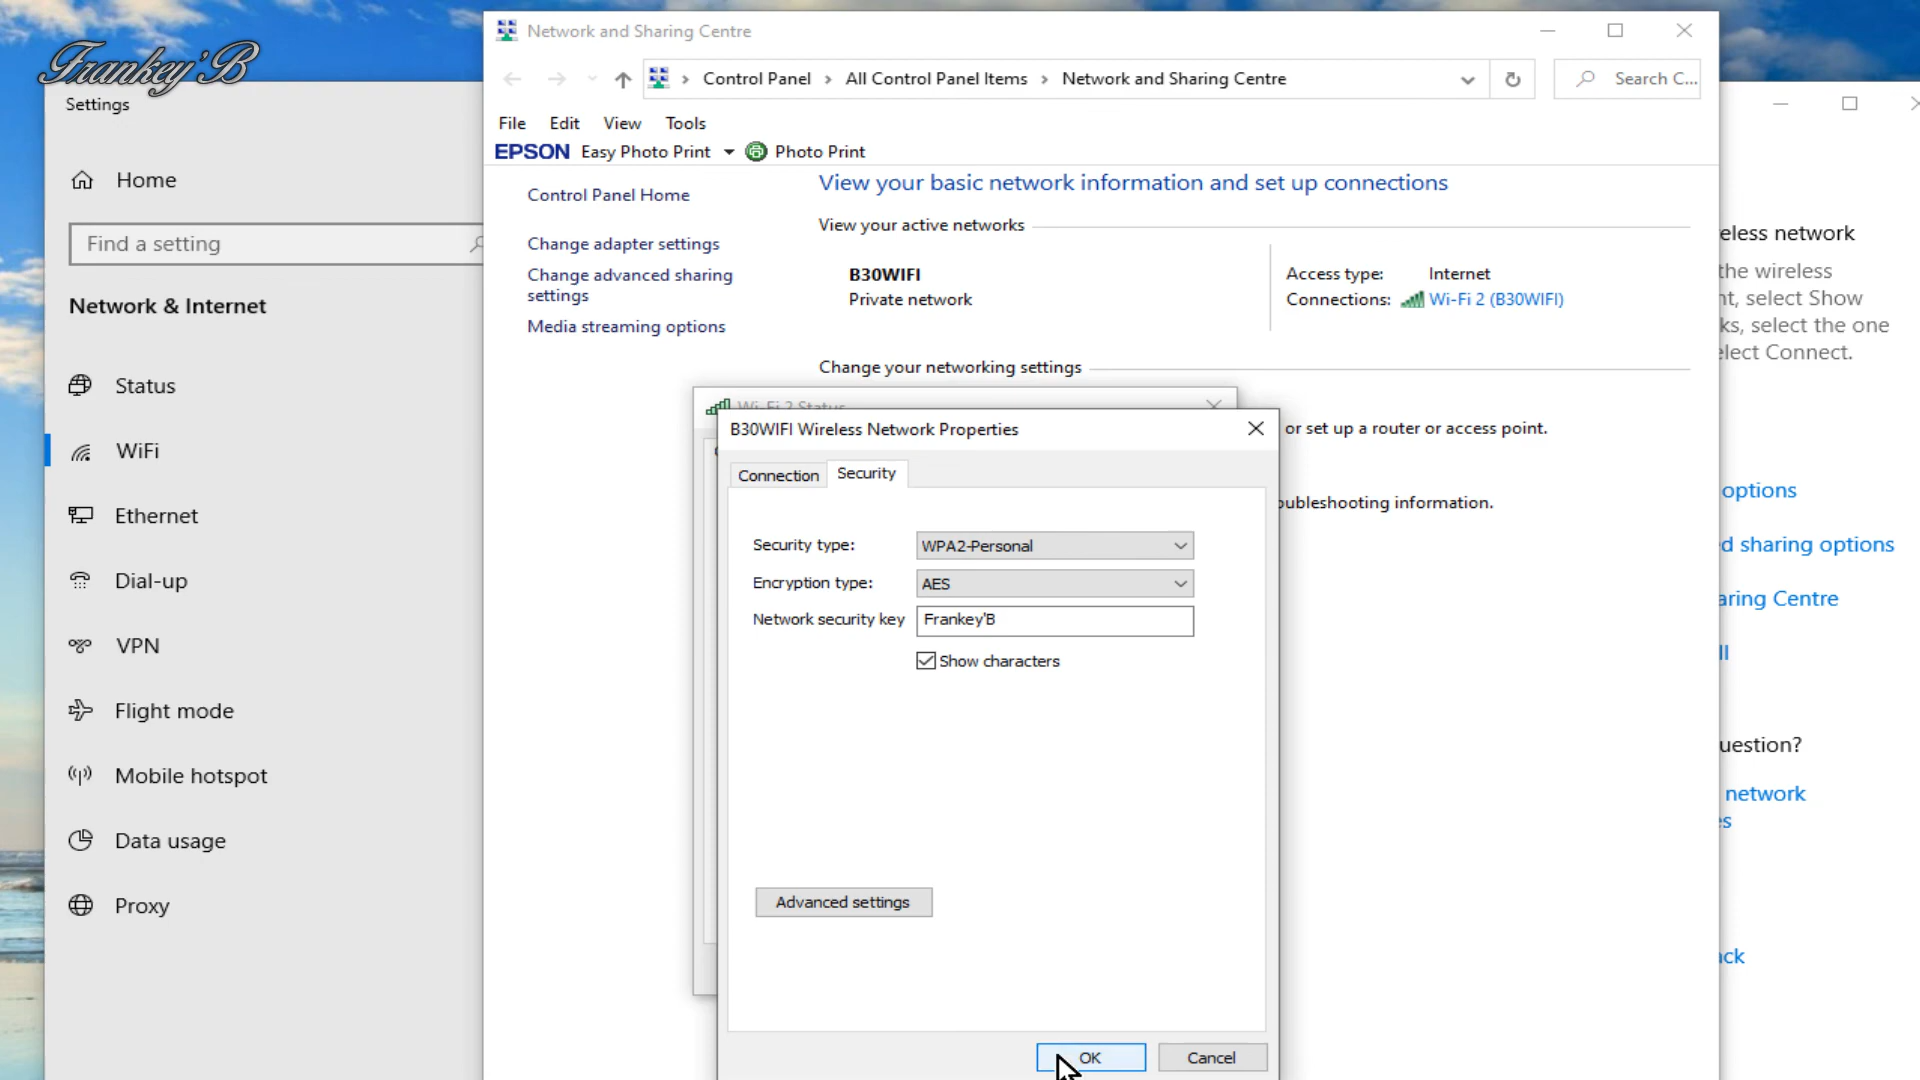 Frankey'B
Settings
Home
Find a setting
Network & Internet
Status
WiFi
Ethernet
Dial-up
VPN
Flight mode
Mobile hotspot
Data usage
Proxy
Network and Sharing Centre
Control Panel > All Control Panel Items > Network and Sharing Centre
Search C...
File Edit View Tools
EPSON Easy Photo Print Photo Print
Control Panel Home
Change adapter settings
Change advanced sharing
settings
Media streaming options
View your basic network information and set up connections
View your active networks
B30WIFI
Private network
Access type: Internet
Connections: Wi-Fi 2 (B30WIFI)
Change your networking settings
or set up a router or access point.
oubleshooting information.
Wi-Fi 2 Status
B30WIFI Wireless Network Properties
Connection Security
Security type: WPA2-Personal
Encryption type: AES
Network security key Frankey'B
Show characters
Advanced settings
OK Cancel
eless network
the wireless
nt, select Show
ks, select the one
elect Connect.
options
d sharing options
aring Centre
ll
uestion?
network
es
ack